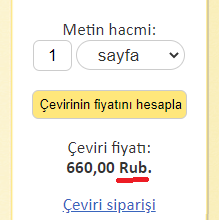 Metin hacmi:
1 sayfa
Çevirinin fiyatını hesapla
Çeviri fiyatı:
660,00 Rub.
Çeviri siparişi